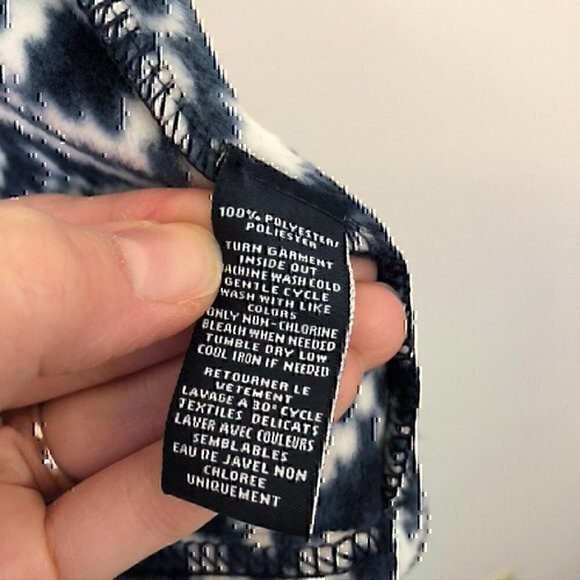 100% POLYESTER/
POLIESTER
TURN GARMENT
INSIDE OUT
MACHINE WASH COLD
GENTLE CYCLE
WASH WITH LIKE
COLORS
ONLY NON-CHLORINE
BLEACH WHEN NEEDED
TUMBLE DRY LOW
COOL IRON IF NEEDED
RETOURNER LE
VETEMENT
LAVAGE A 30° CYCLE
TEXTILES DELICATS
LAVER AVEC COULEURS
SEMBLABLES
EAU DE JAVEL NON
CHLOREE
UNIQUEMENT